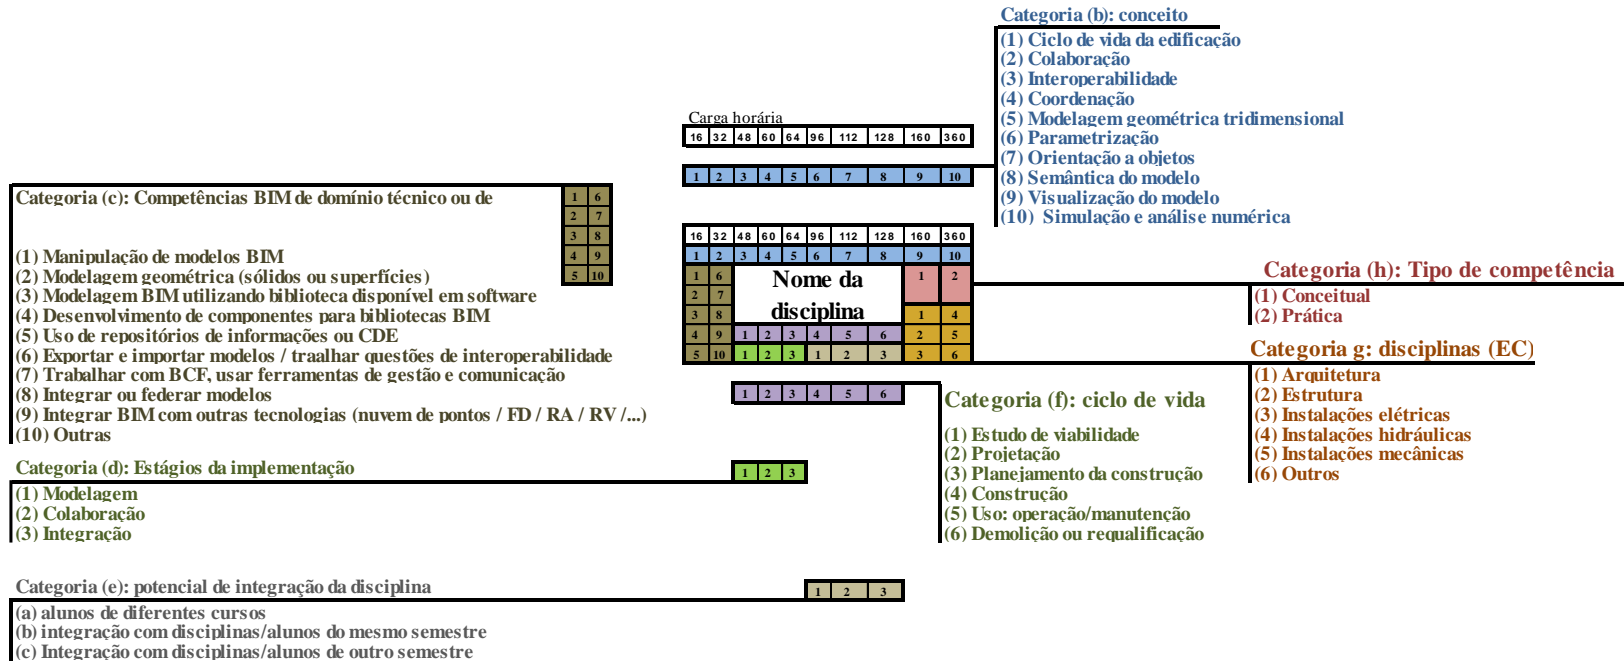 Categoria (b): conceito
(1) Ciclo de vida da edificação
(2) Colaboração
(3) Interoperabilidade
(4) Coordenação
(5) Modelagem geométrica tridimensional
(6) Parametrização
(7) Orientação a objetos
(8) Semântica do modelo
(9) Visualização do modelo
(10) Simulação e análise numérica
Carga horária
16 32 48 60 64 96 112 128 160 360
1 2 3 4 5 6 7 8 9 10
Categoria (c): Competências BIM de domínio técnico ou de
1 6
2 7
3 8
4 9
5 10
(1) Manipulação de modelos BIM
(2) Modelagem geométrica (sólidos ou superfícies)
(3) Modelagem BIM utilizando biblioteca disponível em software
(4) Desenvolvimento de componentes para bibliotecas BIM
(5) Uso de repositórios de informações ou CDE
(6) Exportar e importar modelos / traalhar questões de interoperabilidade
(7) Trabalhar com BCF, usar ferramentas de gestão e comunicação
(8) Integrar ou federar modelos
(9) Integrar BIM com outras tecnologias (nuvem de pontos / FD / RA / RV /...)
(10) Outras
16 32 48 60 64 96 112 128 160 360
1 2 3 4 5 6 7 8 9 10
1 6 Nome da 1 2
2 7
3 8 disciplina 1 4
4 9 1 2 3 4 5 6 2 5
5 10 1 2 3 1 2 3 3 6
Categoria (h): Tipo de competência
(1) Conceitual
(2) Prática
Categoria g: disciplinas (EC)
(1) Arquitetura
(2) Estrutura
(3) Instalações elétricas
(4) Instalações hidráulicas
(5) Instalações mecânicas
(6) Outros
1 2 3 4 5 6
Categoria (f): ciclo de vida
(1) Estudo de viabilidade
(2) Projetação
(3) Planejamento da construção
(4) Construção
(5) Uso: operação/manutenção
(6) Demolição ou requalificação
Categoria (d): Estágios da implementação
1 2 3
(1) Modelagem
(2) Colaboração
(3) Integração
Categoria (e): potencial de integração da disciplina
1 2 3
(a) alunos de diferentes cursos
(b) integração com disciplinas/alunos do mesmo semestre
(c) Integração com disciplinas/alunos de outro semestre